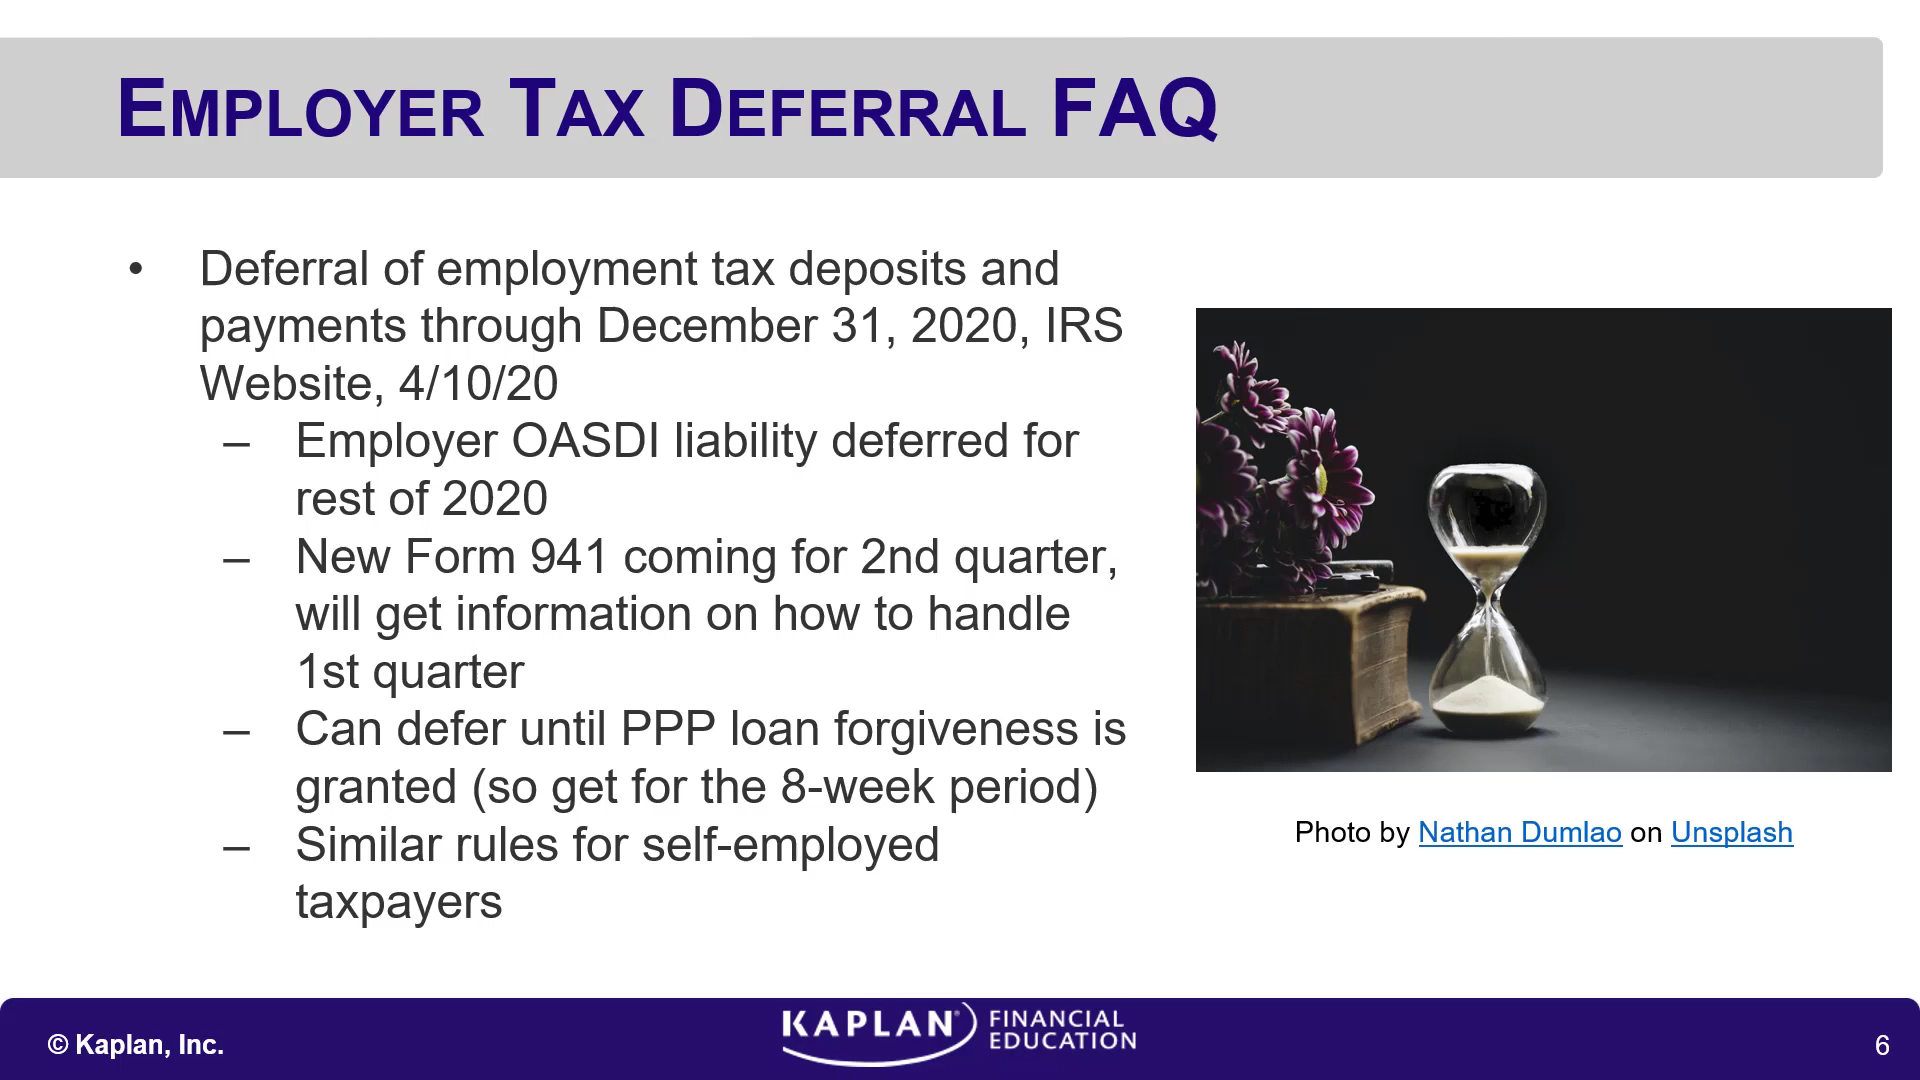 EMPLOYER TAX DEFERRAL FAQ
• Deferral of employment tax deposits and
payments through December 31, 2020, IRS
Website, 4/10/20
– Employer OASDI liability deferred for
rest of 2020
– New Form 941 coming for 2nd quarter,
will get information on how to handle
1st quarter
– Can defer until PPP loan forgiveness is
granted (so get for the 8-week period)
– Similar rules for self-employed
taxpayers
Photo by Nathan Dumlao on Unsplash
© Kaplan, Inc.
KAPLAN® FINANCIAL
EDUCATION
6